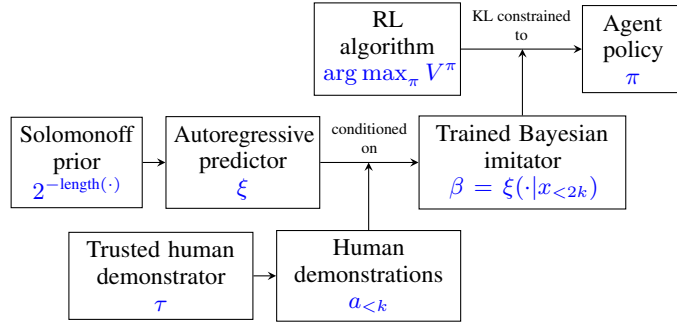 RL
algorithm
arg max_π V^π
KL constrained
to
Agent
policy
π
Solomonoff
prior
2^{−length(·)}
Autoregressive
predictor
ξ
conditioned
on
Trained Bayesian
imitator
β = ξ(·|x_{<2k})
Trusted human
demonstrator
τ
Human
demonstrations
a_{<k}